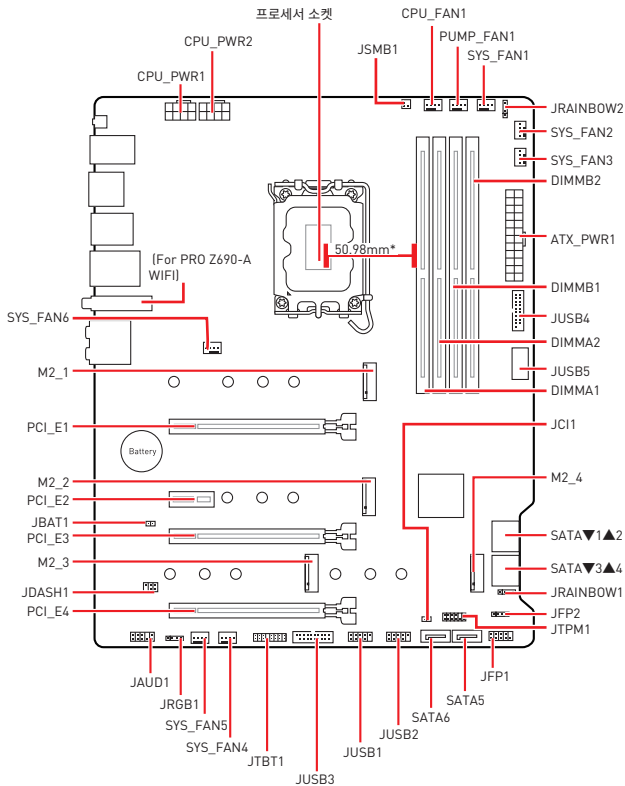 프로세서 소켓
CPU_FAN1
PUMP_FAN1
SYS_FAN1
JSMB1
CPU_PWR2
CPU_PWR1
JRAINBOW2
SYS_FAN2
SYS_FAN3
DIMMB2
ATX_PWR1
50.98mm*
(For PRO Z690-A
WIFI)
DIMMB1
SYS_FAN6
JUSB4
DIMMA2
M2_1
JUSB5
DIMMA1
PCI_E1
JCI1
Battery
M2_2
M2_4
PCI_E2
JBAT1
PCI_E3
SATA▼1▲2
M2_3
SATA▼3▲4
JDASH1
JRAINBOW1
PCI_E4
JFP2
JTPM1
JAUD1
JRGB1
SYS_FAN5
SYS_FAN4
JTBT1
JUSB3
JUSB1
JUSB2
SATA6
SATA5
JFP1